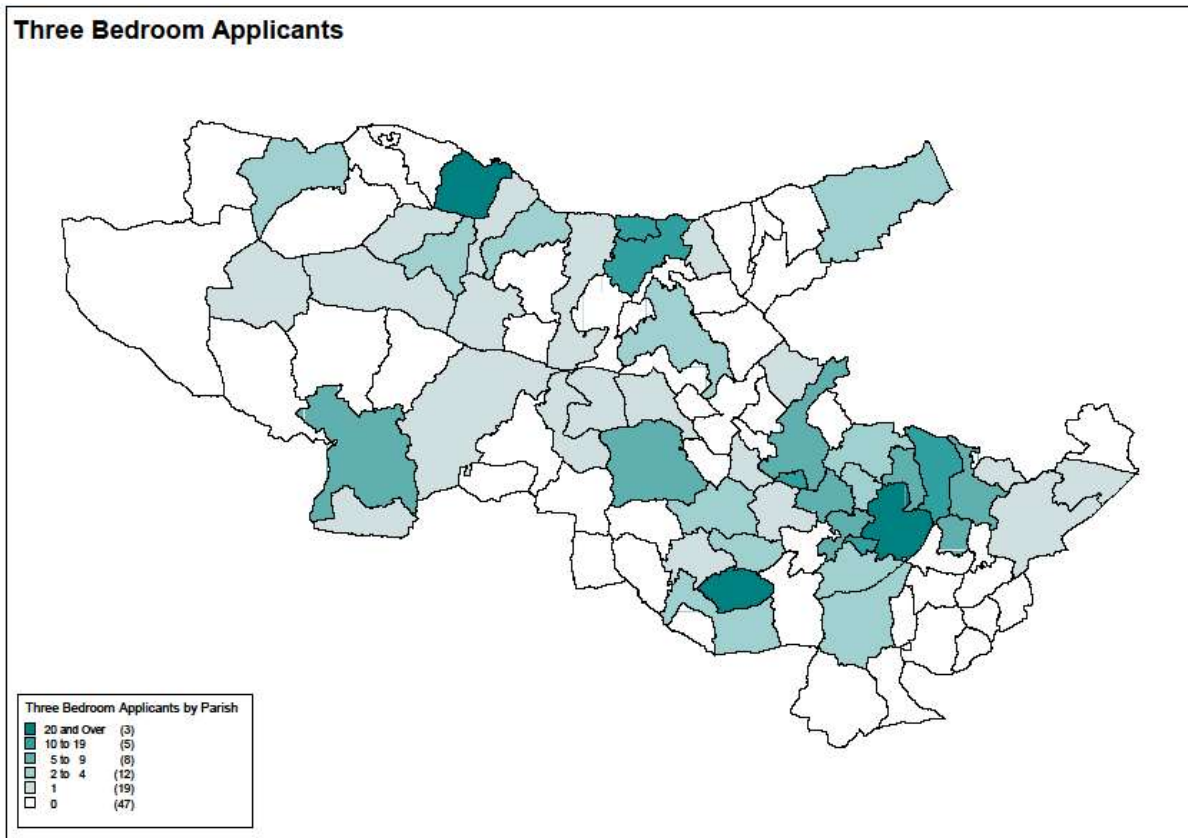 Three Bedroom Applicants
Three Bedroom Applicants by Parish
20 and Over (3)
10 to 19 (5)
5 to 9 (8)
2 to 4 (12)
1 (19)
0 (47)